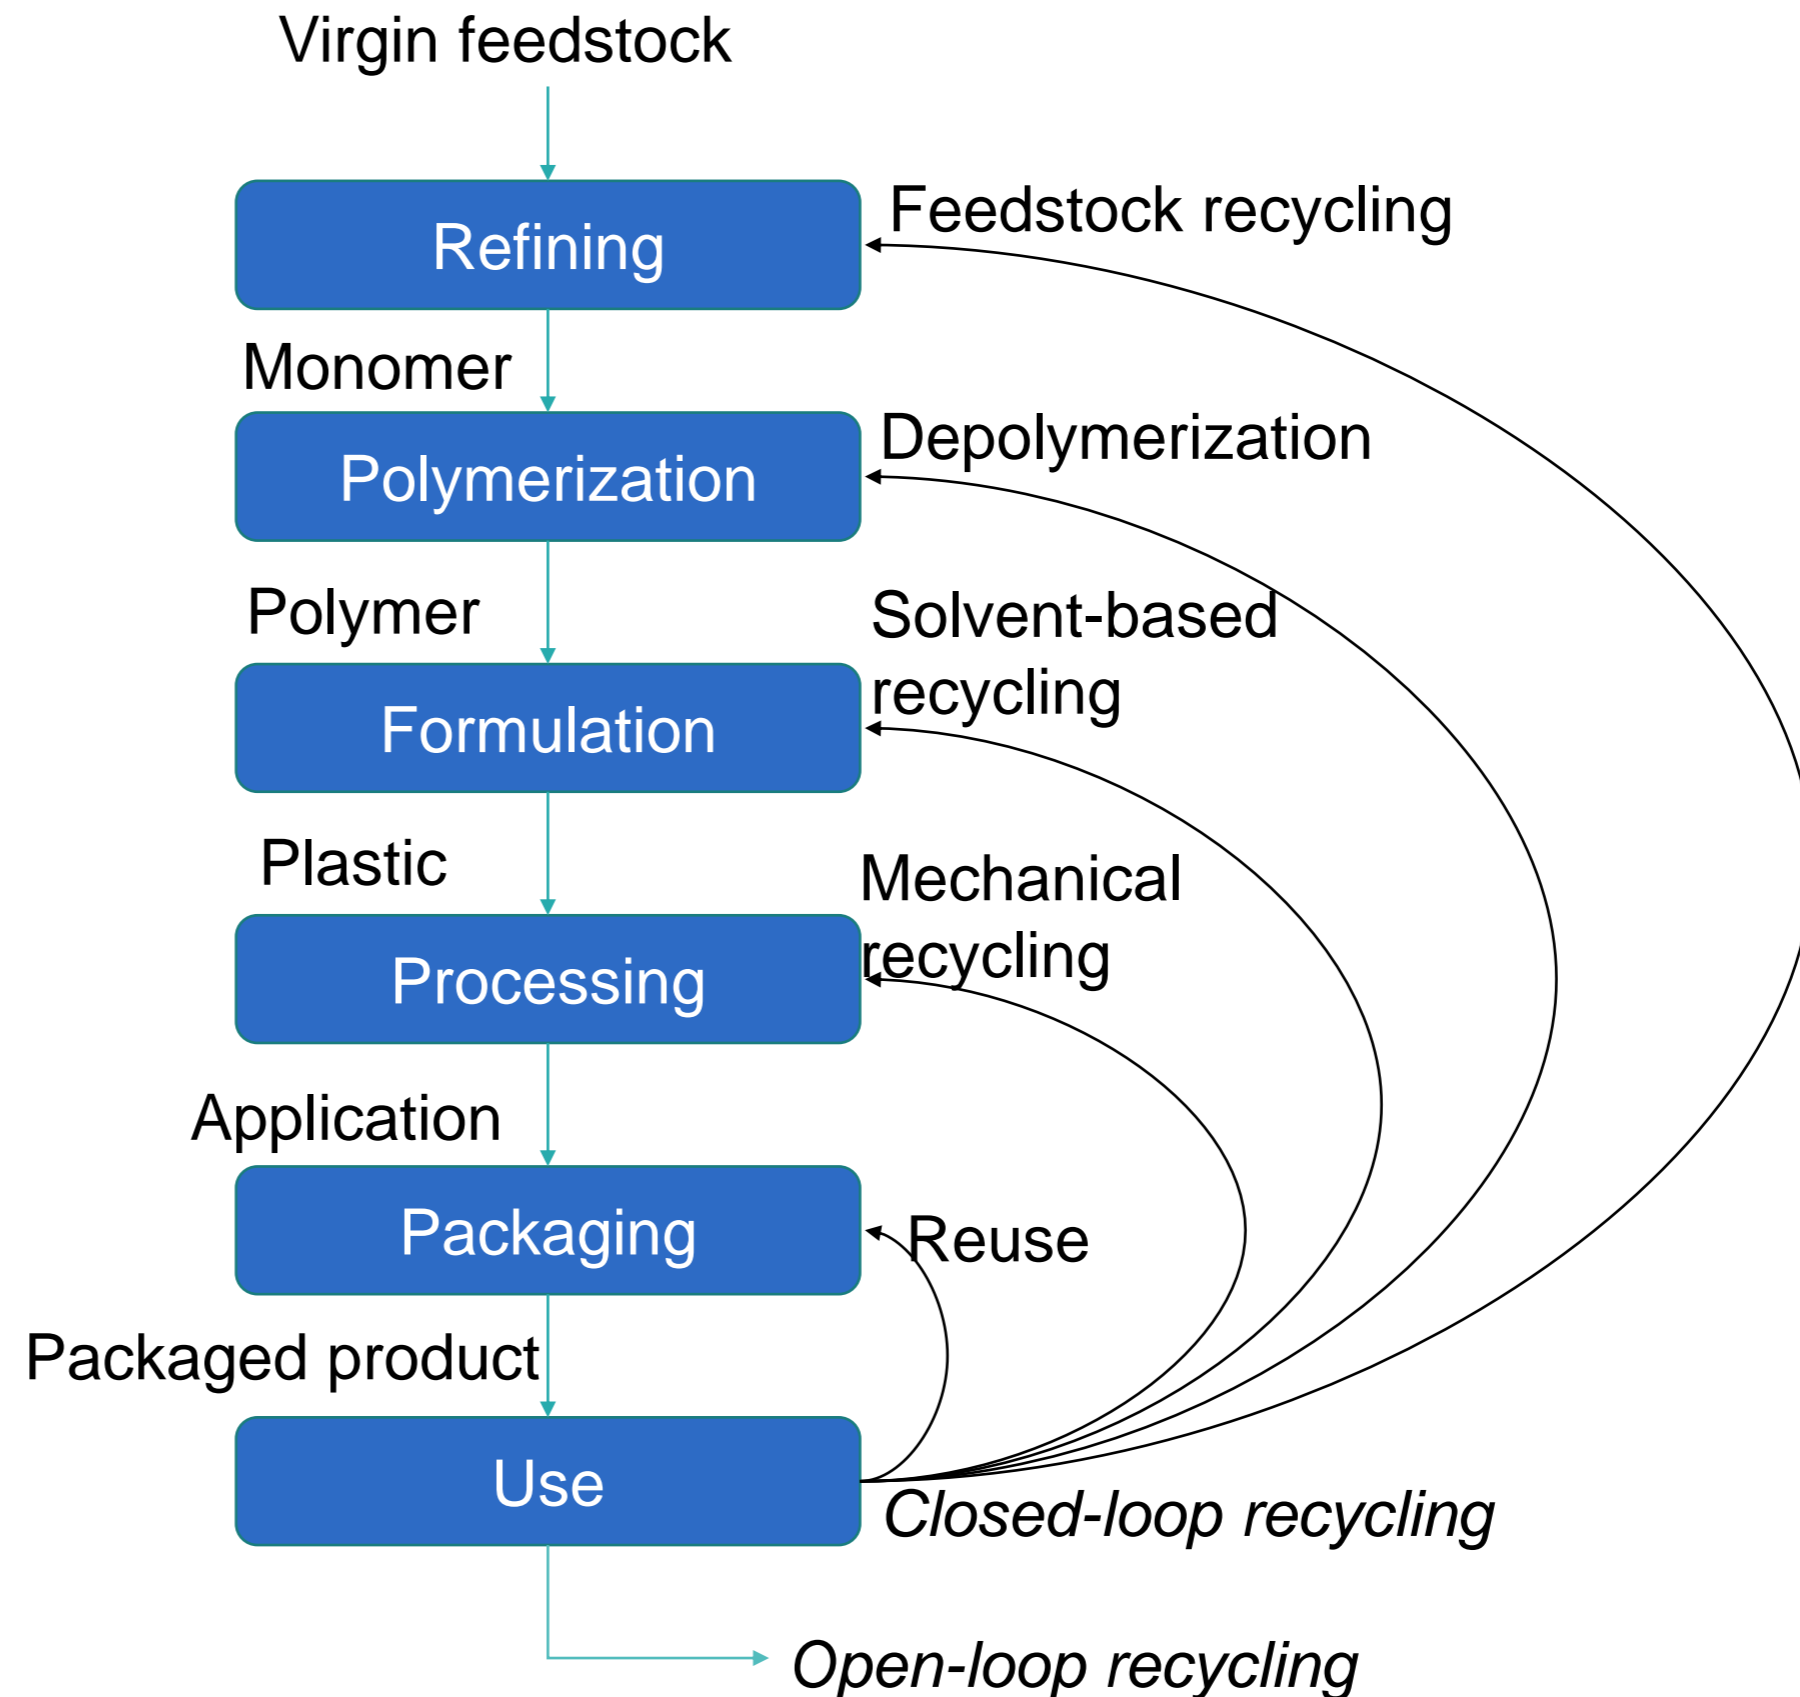 Virgin feedstock
Refining
Feedstock recycling
Monomer
Polymerization
Depolymerization
Polymer
Solvent-based
recycling
Formulation
Plastic
Mechanical
recycling
Processing
Application
Packaging
Reuse
Packaged product
Use
Closed-loop recycling
Open-loop recycling